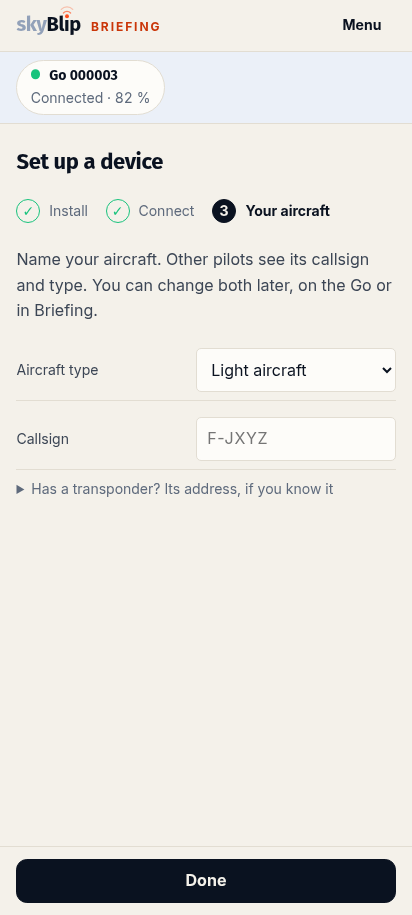 skyBlip BRIEFING
Menu
Go 000003
Connected · 82 %
Set up a device
✓ Install ✓ Connect 3 Your aircraft
Name your aircraft. Other pilots see its callsign
and type. You can change both later, on the Go or
in Briefing.
Aircraft type
Light aircraft
Callsign
F-JXYZ
Has a transponder? Its address, if you know it
Done